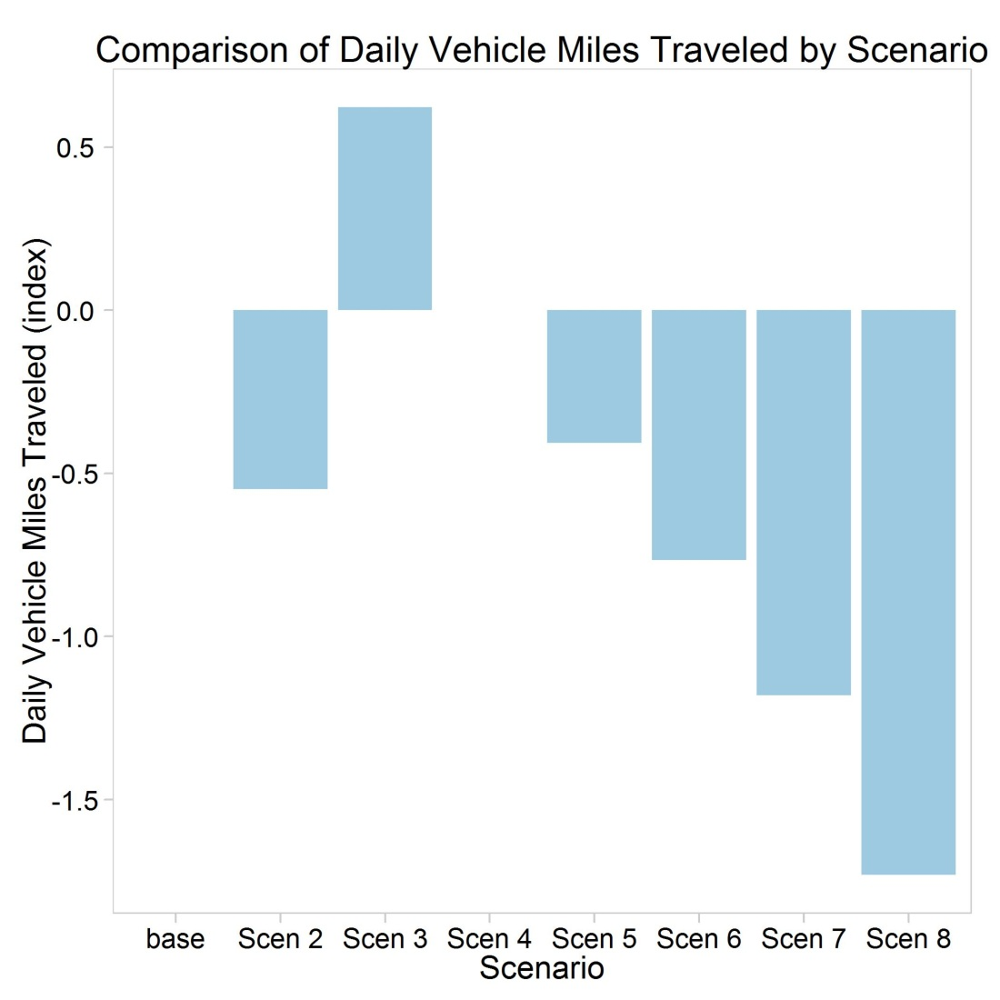 Comparison of Daily Vehicle Miles Traveled by Scenario
Daily Vehicle Miles Traveled (index)
0.5
0.0
-0.5
-1.0
-1.5
base Scen 2 Scen 3 Scen 4 Scen 5 Scen 6 Scen 7 Scen 8
Scenario